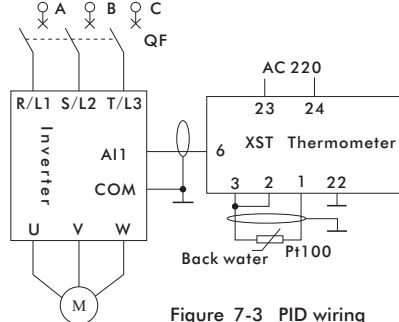 A B C
QF
R/L1 S/L2 T/L3
AC 220
23 24
Inverter
AI1
6 XST Thermometer
COM
3 2 1 22
U V W
Back water Pt100
M
Figure 7-3 PID wiring